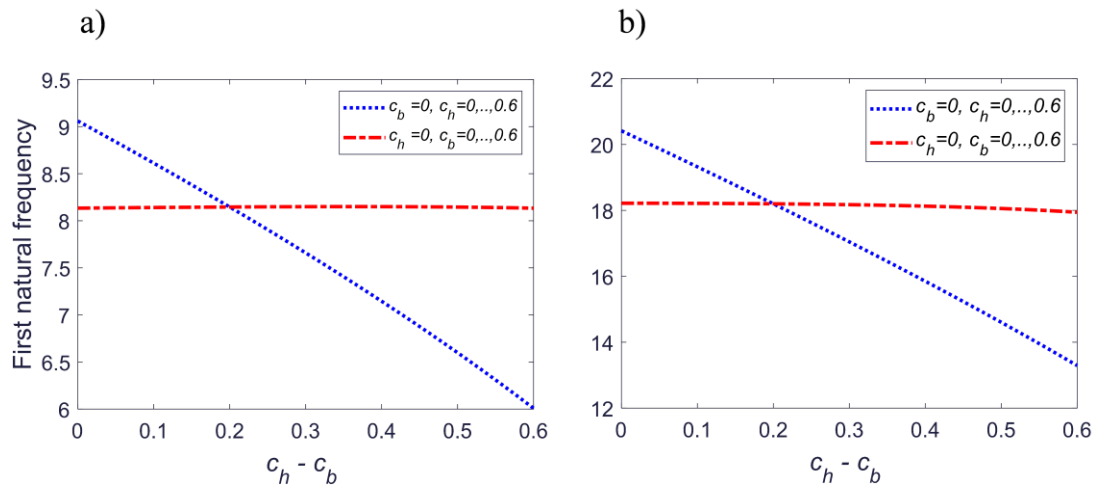 a)
First natural frequency
9.5
9
8.5
8
7.5
7
6.5
6
0 0.1 0.2 0.3 0.4 0.5 0.6
c_h - c_b
c_b =0, c_h=0,..,0.6
c_h =0, c_b=0,..,0.6
b)
22
20
18
16
14
12
0 0.1 0.2 0.3 0.4 0.5 0.6
c_h - c_b
c_b=0, c_h=0,..,0.6
c_h=0, c_b=0,..,0.6